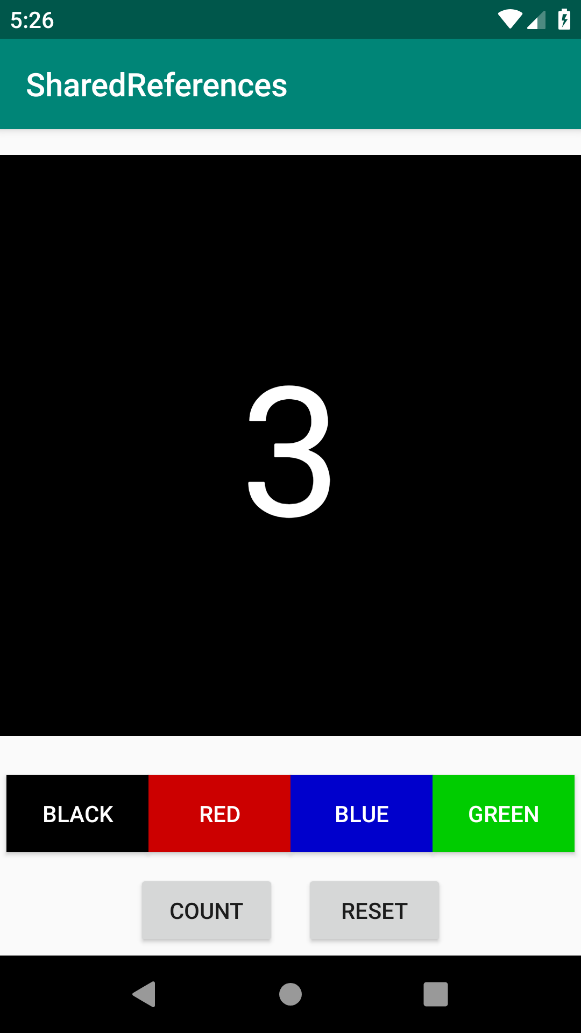 5:26
SharedReferences
3
BLACK RED BLUE GREEN
COUNT RESET